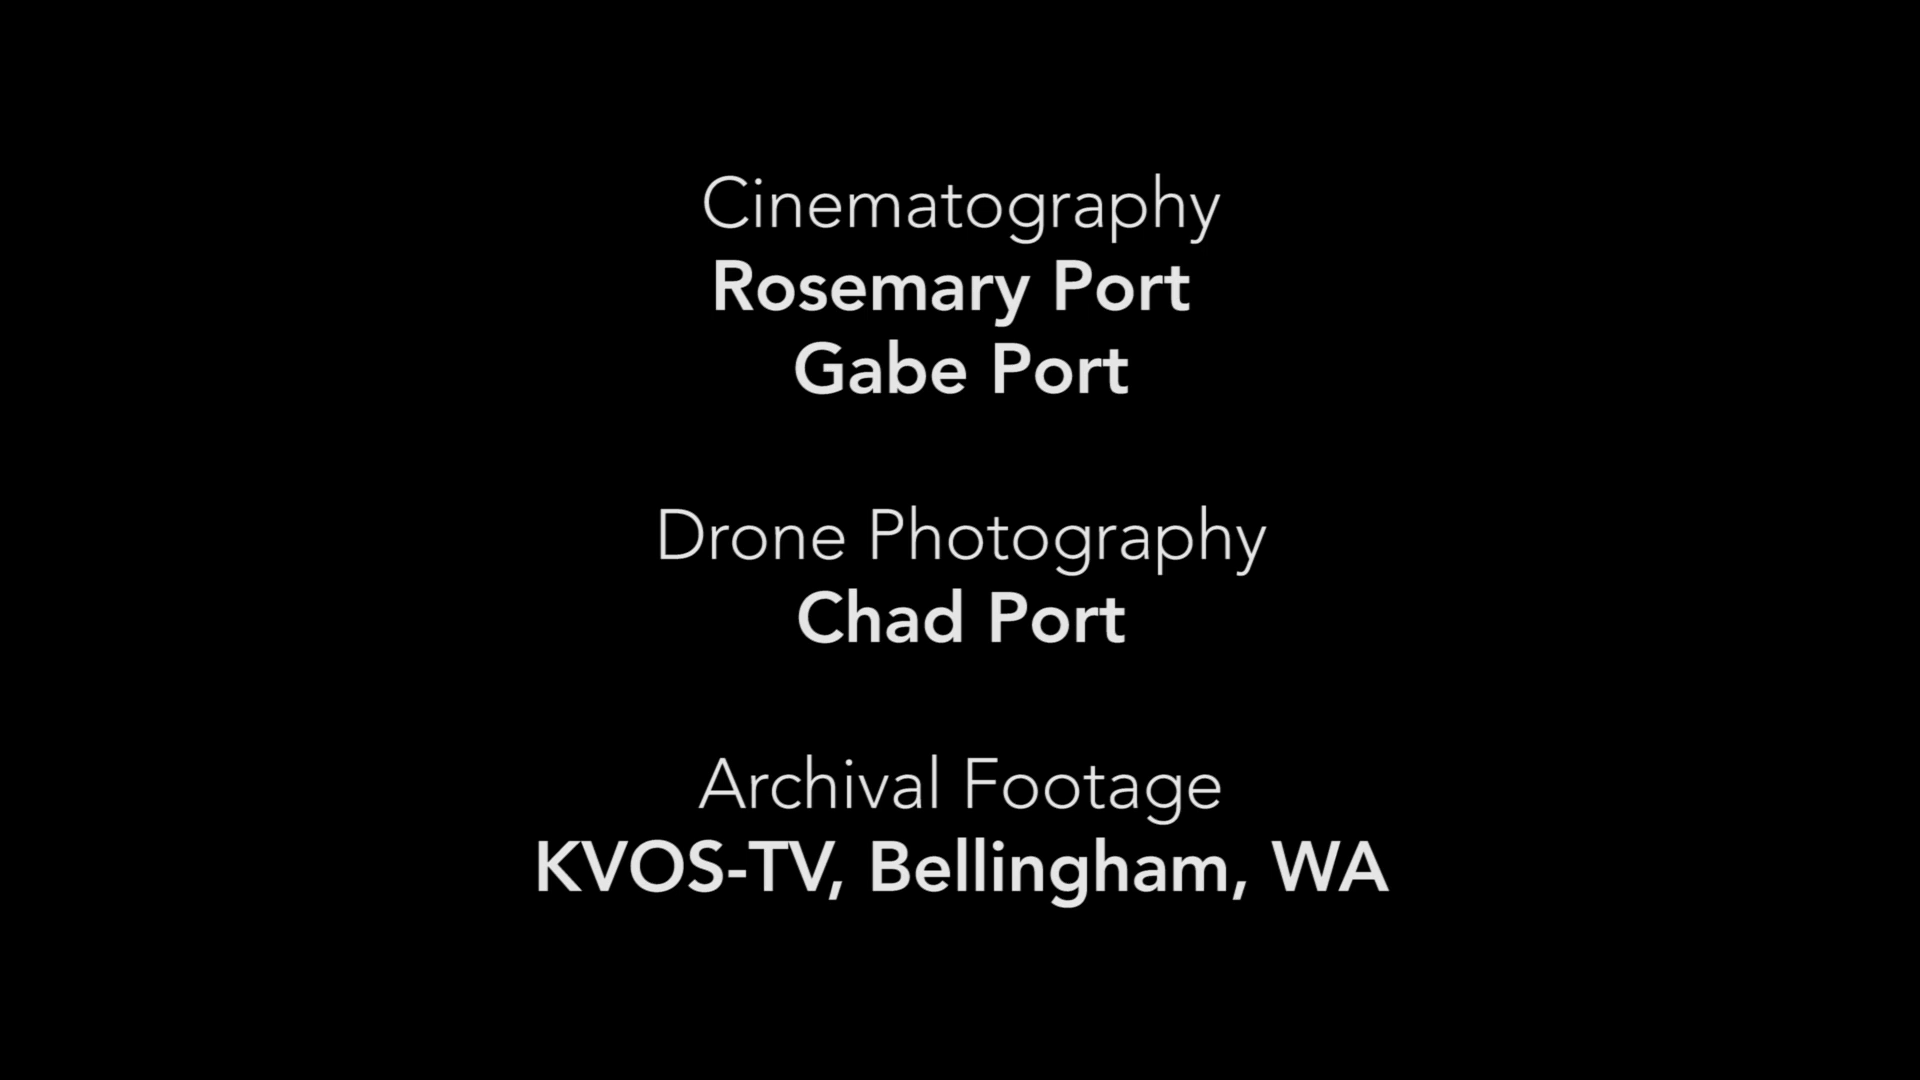 Cinematography
Rosemary Port
Gabe Port
Drone Photography
Chad Port
Archival Footage
KVOS-TV, Bellingham, WA